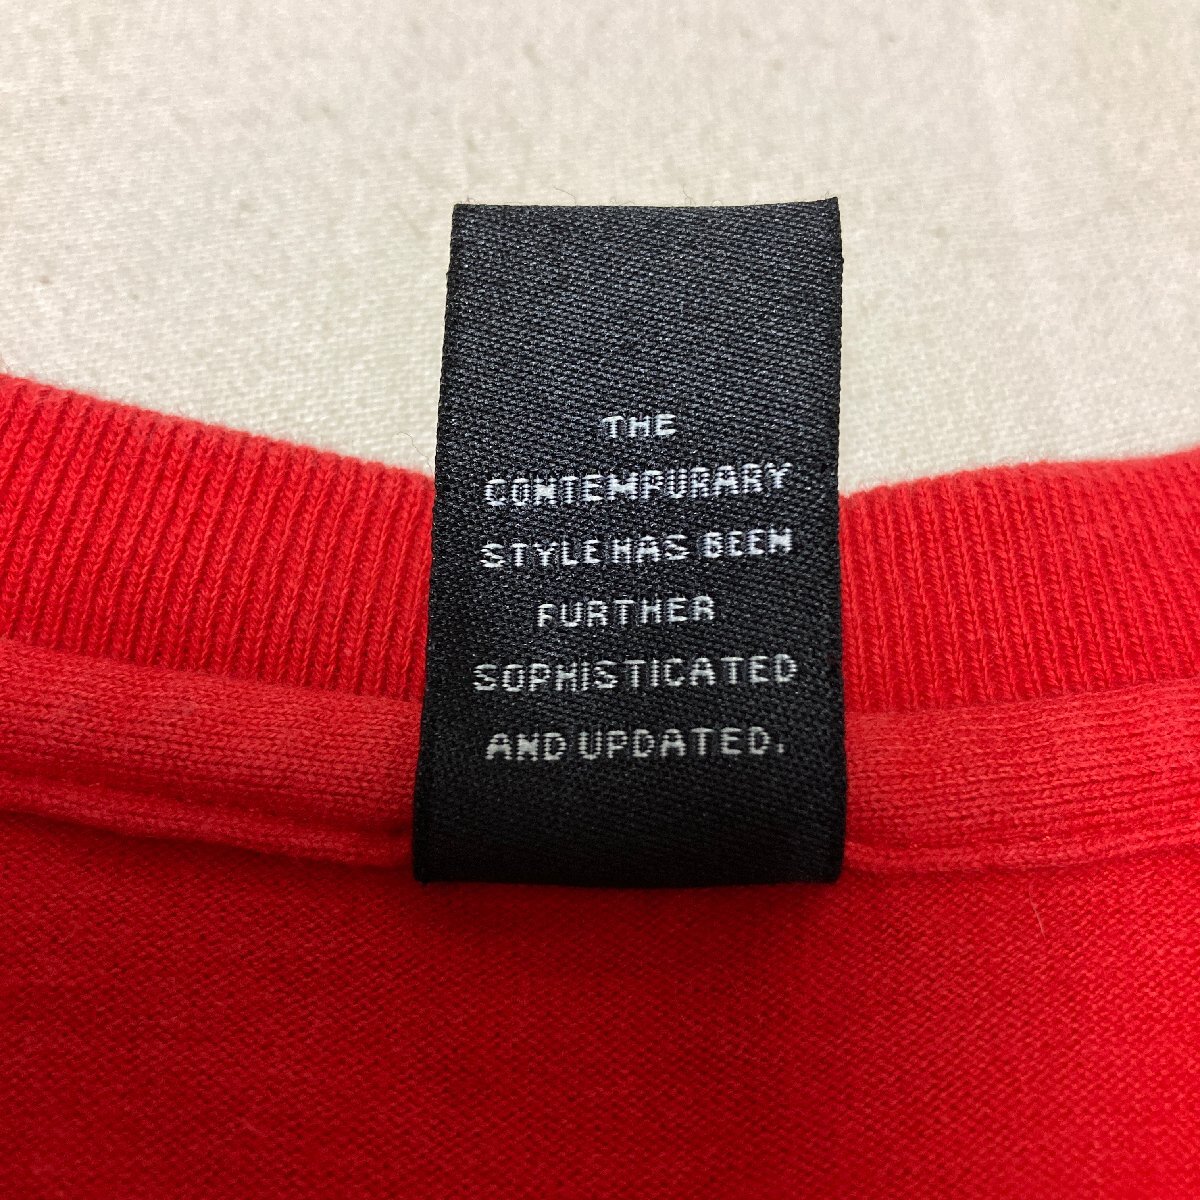 THE
CONTEMPURARY
STYLE HAS BEEN
FURTHER
SOPHISTICATED
AND UPDATED.